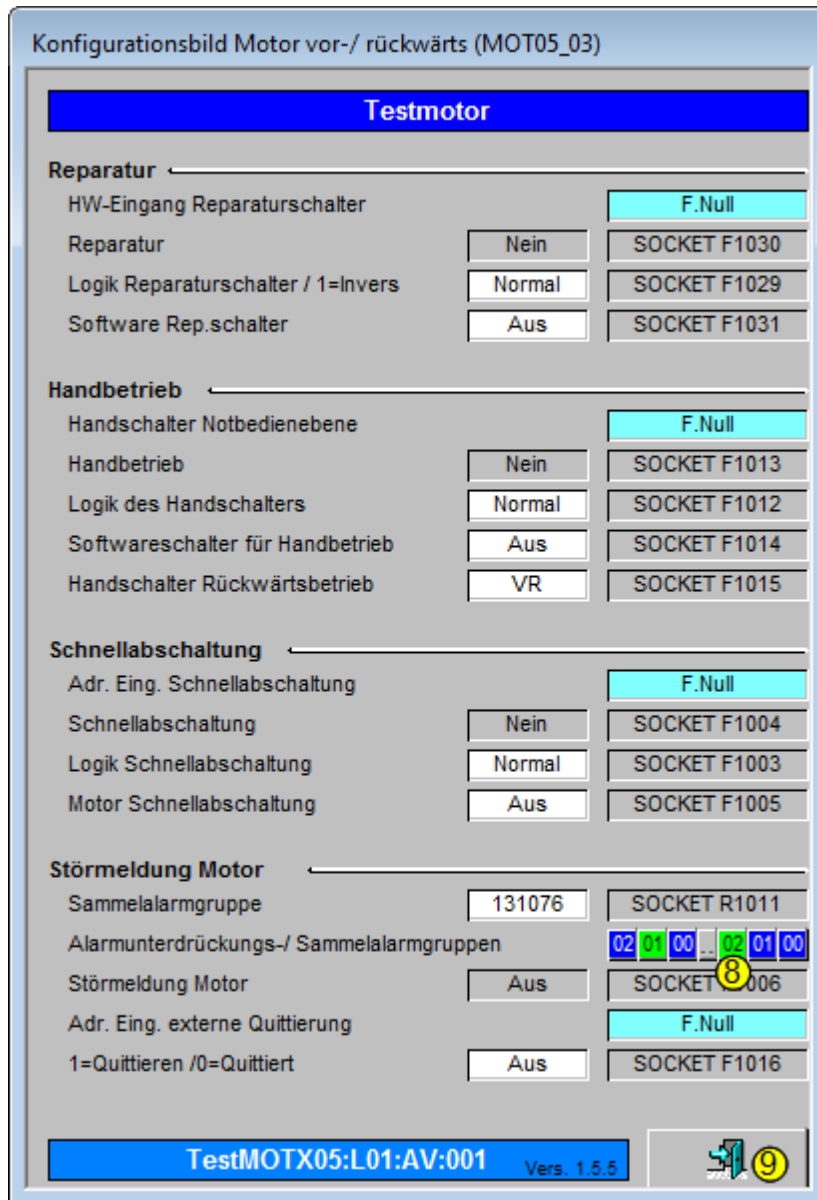 Konfigurationsbild Motor vor-/ rückwärts (MOT05_03)
Testmotor
Reparatur
HW-Eingang Reparaturschalter F.Null
Reparatur Nein SOCKET F1030
Logik Reparaturschalter / 1=Invers Normal SOCKET F1029
Software Rep.schalter Aus SOCKET F1031
Handbetrieb
Handschalter Notbedienebene F.Null
Handbetrieb Nein SOCKET F1013
Logik des Handschalters Normal SOCKET F1012
Softwareschalter für Handbetrieb Aus SOCKET F1014
Handschalter Rückwärtsbetrieb VR SOCKET F1015
Schnellabschaltung
Adr. Eing. Schnellabschaltung F.Null
Schnellabschaltung Nein SOCKET F1004
Logik Schnellabschaltung Normal SOCKET F1003
Motor Schnellabschaltung Aus SOCKET F1005
Störmeldung Motor
Sammelalarmgruppe 131076 SOCKET R1011
Alarmunterdrückungs-/ Sammelalarmgruppen 02 01 00 .. 02 01 00
8
Störmeldung Motor Aus SOCKET
Adr. Eing. externe Quittierung F.Null
1=Quittieren /0=Quittiert Aus SOCKET F1016
TestMOTX05:L01:AV:001 Vers. 1.5.5 9